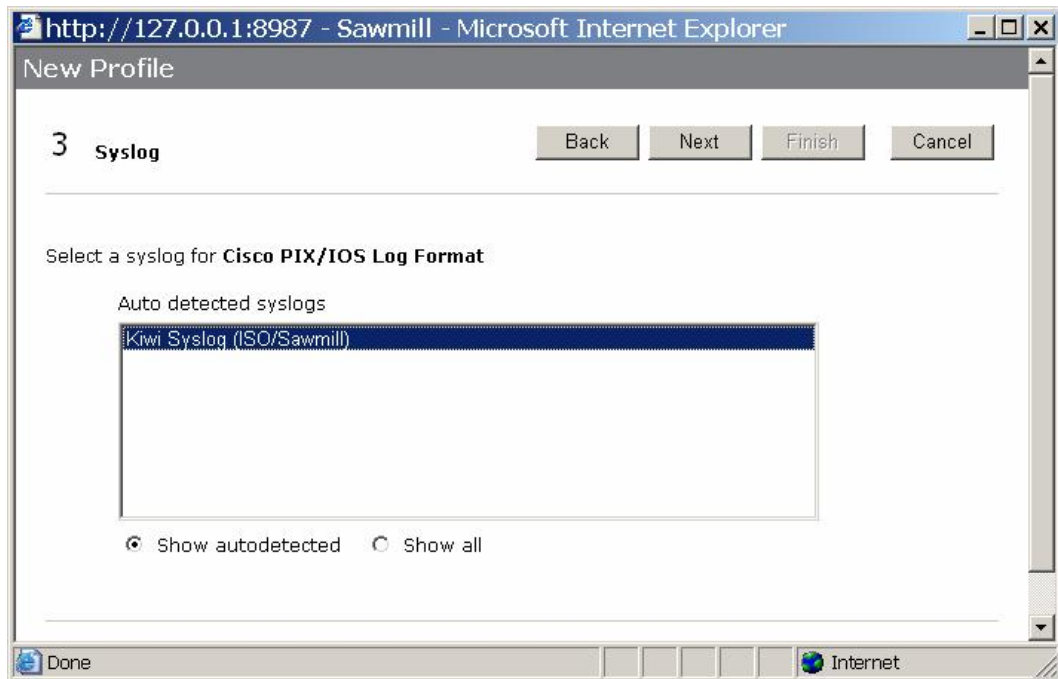 http://127.0.0.1:8987 - Sawmill - Microsoft Internet Explorer
New Profile
3 Syslog
Back Next Finish Cancel
Select a syslog for Cisco PIX/IOS Log Format
Auto detected syslogs
Kiwi Syslog (ISO/Sawmill)
Show autodetected Show all
Done Internet